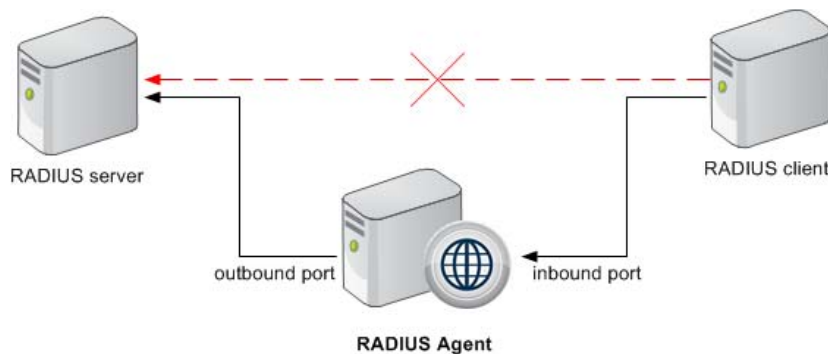 RADIUS server
RADIUS client
outbound port
inbound port
RADIUS Agent